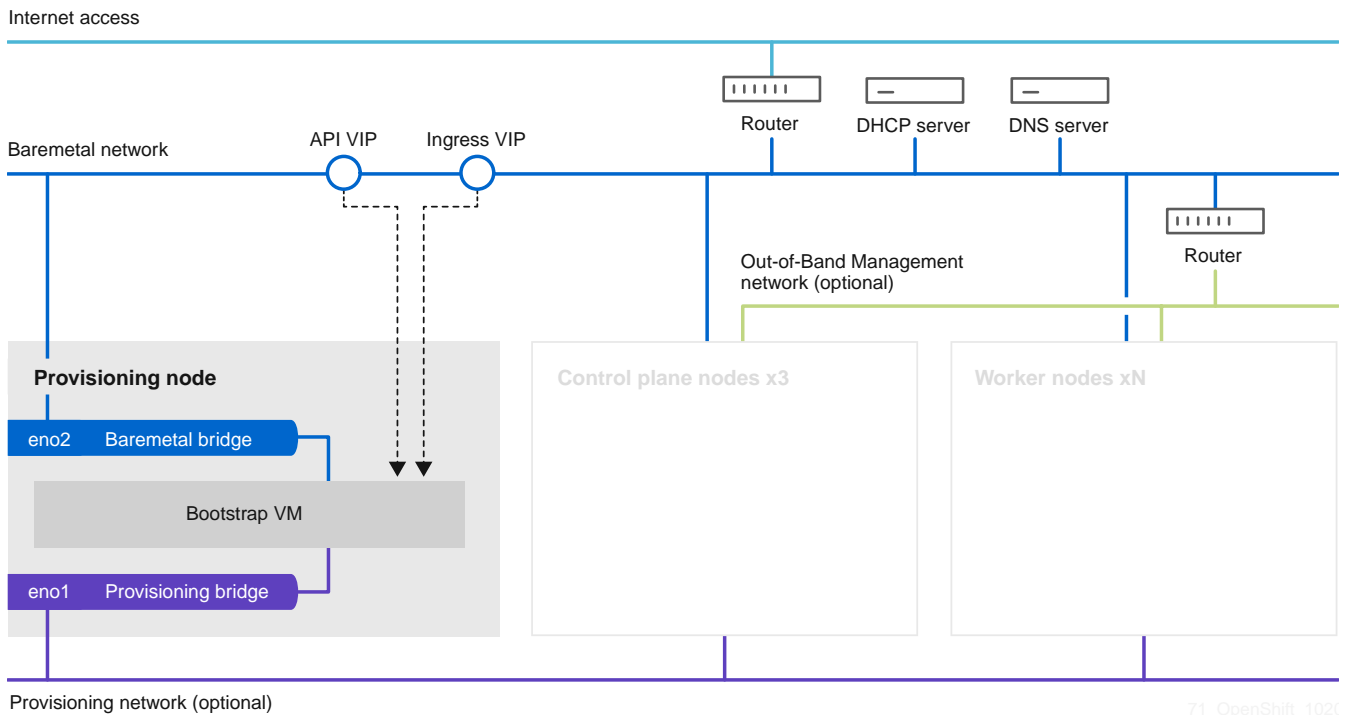 Internet access
Router
DHCP server
DNS server
Baremetal network
API VIP
Ingress VIP
Router
Out-of-Band Management
network (optional)
Provisioning node
Control plane nodes x3
Worker nodes xN
eno2
Baremetal bridge
Bootstrap VM
eno1
Provisioning bridge
Provisioning network (optional)
71_OpenShift_1020